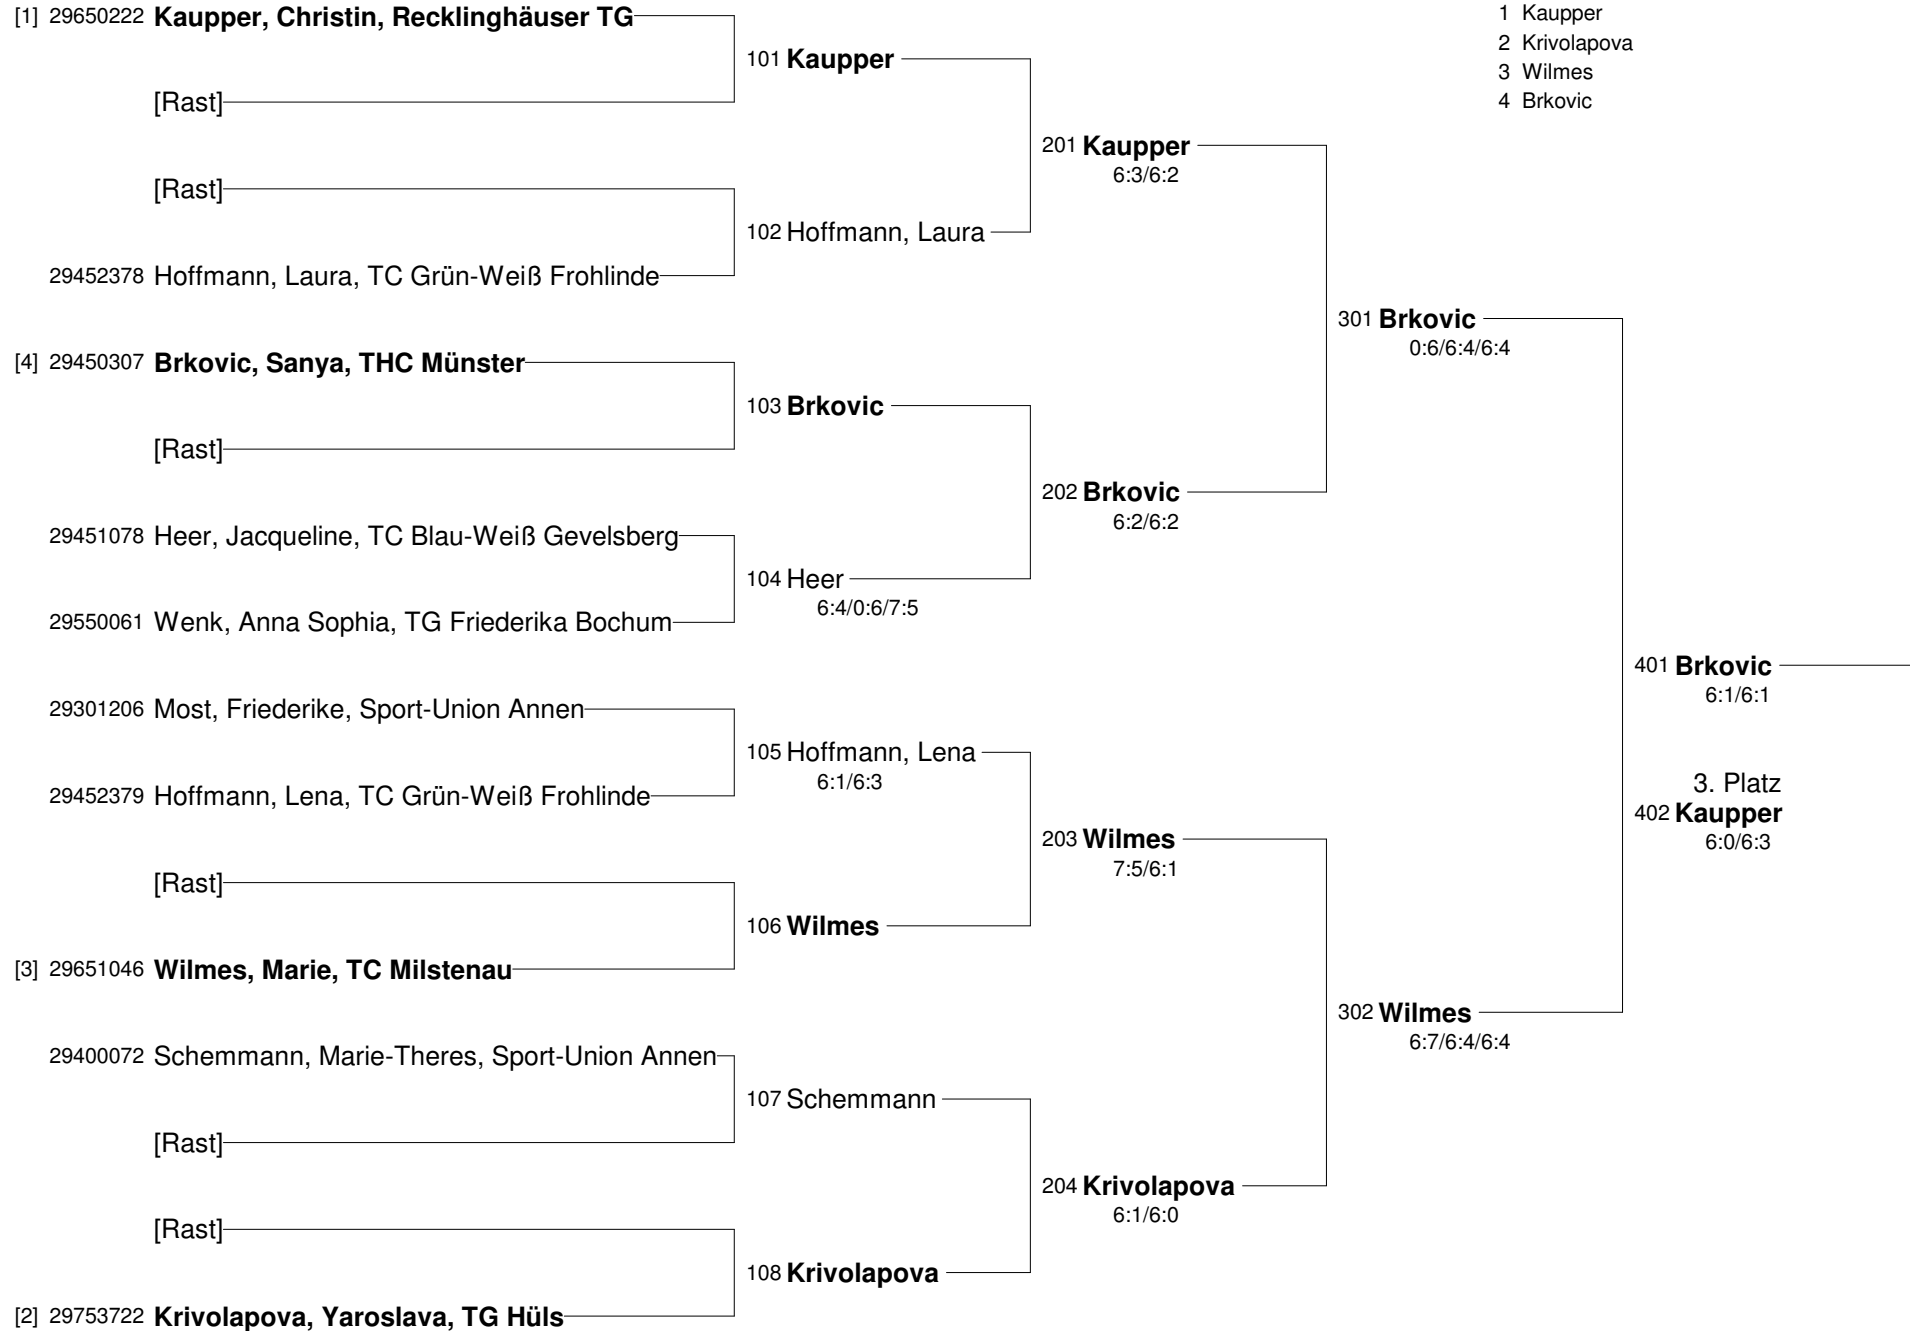 [1] 29650222 Kaupper, Christin, Recklinghäuser TG
[Rast]
[Rast]
29452378 Hoffmann, Laura, TC Grün-Weiß Frohlinde
[4] 29450307 Brkovic, Sanya, THC Münster
[Rast]
29451078 Heer, Jacqueline, TC Blau-Weiß Gevelsberg
29550061 Wenk, Anna Sophia, TG Friederika Bochum
29301206 Most, Friederike, Sport-Union Annen
29452379 Hoffmann, Lena, TC Grün-Weiß Frohlinde
[Rast]
[3] 29651046 Wilmes, Marie, TC Milstenau
29400072 Schemmann, Marie-Theres, Sport-Union Annen
[Rast]
[Rast]
[2] 29753722 Krivolapova, Yaroslava, TG Hüls
101 Kaupper
102 Hoffmann, Laura
103 Brkovic
104 Heer
6:4/0:6/7:5
105 Hoffmann, Lena
6:1/6:3
106 Wilmes
107 Schemmann
108 Krivolapova
201 Kaupper
6:3/6:2
202 Brkovic
6:2/6:2
203 Wilmes
7:5/6:1
204 Krivolapova
6:1/6:0
301 Brkovic
0:6/6:4/6:4
302 Wilmes
6:7/6:4/6:4
401 Brkovic
6:1/6:1
3. Platz
402 Kaupper
6:0/6:3
1 Kaupper
2 Krivolapova
3 Wilmes
4 Brkovic